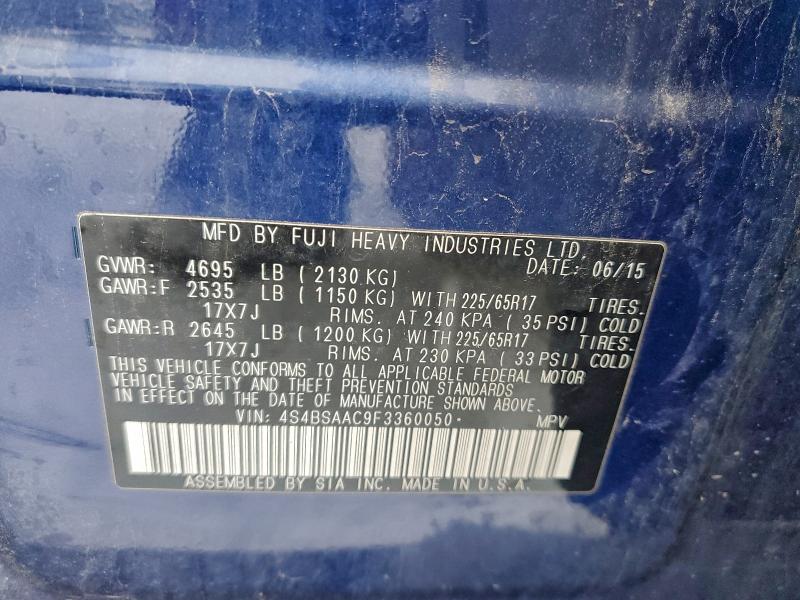 MFD BY FUJI HEAVY INDUSTRIES LTD.
DATE: 06/15
GVWR: 4695 LB ( 2130 KG)
GAWR:F 2535 LB ( 1150 KG) WITH 225/65R17 TIRES.
17X7J RIMS. AT 240 KPA ( 35 PSI) COLD
GAWR:R 2645 LB ( 1200 KG) WITH 225/65R17 TIRES.
17X7J RIMS. AT 230 KPA ( 33 PSI) COLD
THIS VEHICLE CONFORMS TO ALL APPLICABLE FEDERAL MOTOR
VEHICLE SAFETY AND THEFT PREVENTION STANDARDS
IN EFFECT ON THE DATE OF MANUFACTURE SHOWN ABOVE.
VIN: 4S4BSAAC9F3360050 MPV
ASSEMBLED BY SIA INC. MADE IN U.S.A.